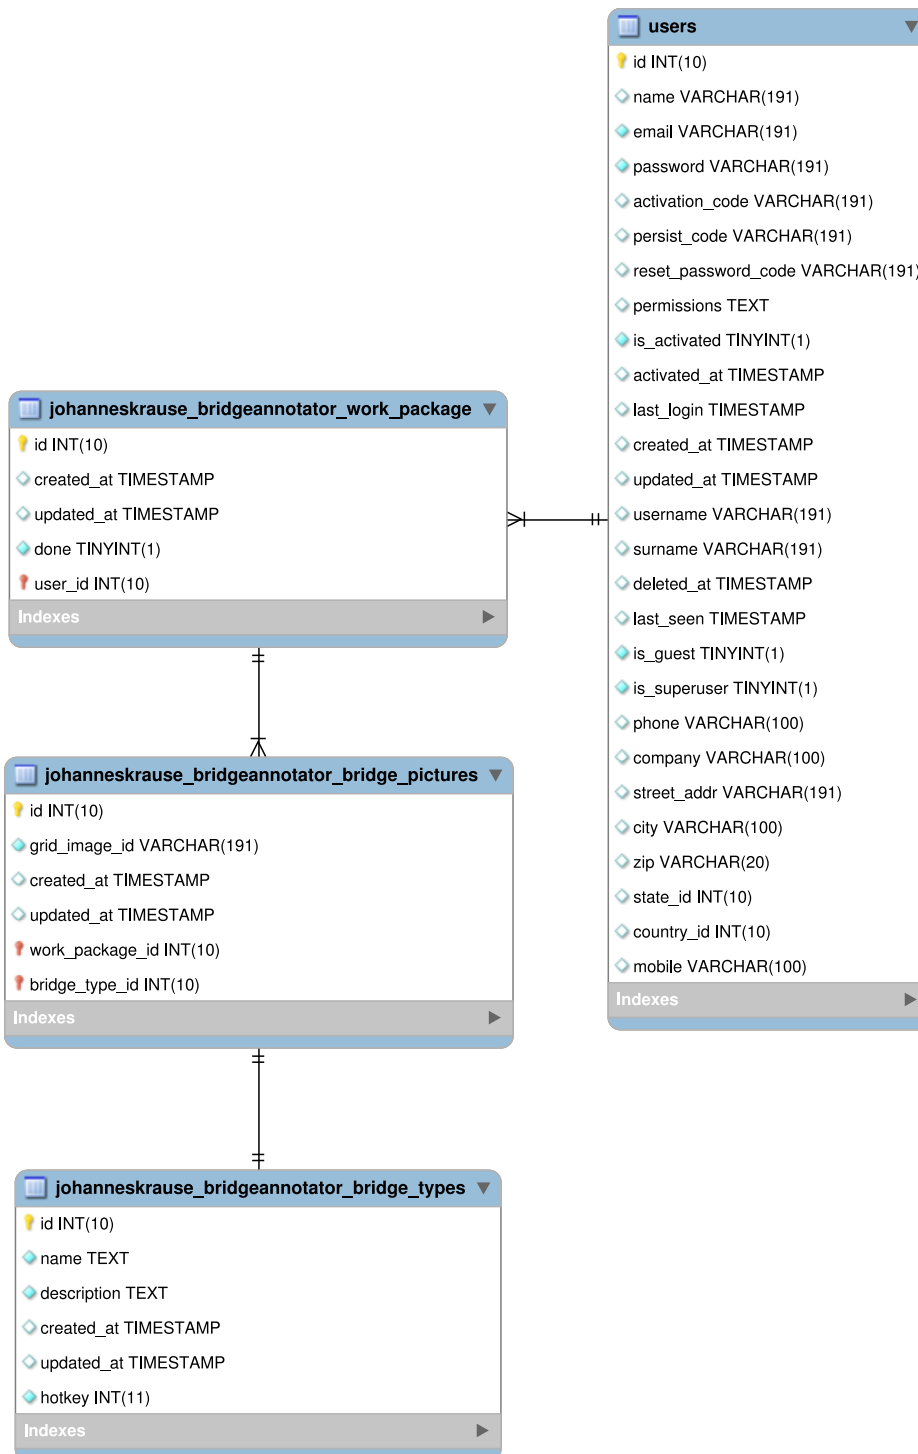 users
id INT(10)
name VARCHAR(191)
email VARCHAR(191)
password VARCHAR(191)
activation_code VARCHAR(191)
persist_code VARCHAR(191)
reset_password_code VARCHAR(191)
permissions TEXT
is_activated TINYINT(1)
activated_at TIMESTAMP
last_login TIMESTAMP
created_at TIMESTAMP
updated_at TIMESTAMP
username VARCHAR(191)
surname VARCHAR(191)
deleted_at TIMESTAMP
last_seen TIMESTAMP
is_guest TINYINT(1)
is_superuser TINYINT(1)
phone VARCHAR(100)
company VARCHAR(100)
street_addr VARCHAR(191)
city VARCHAR(100)
zip VARCHAR(20)
state_id INT(10)
country_id INT(10)
mobile VARCHAR(100)
Indexes
johanneskrause_bridgeannotator_work_package
id INT(10)
created_at TIMESTAMP
updated_at TIMESTAMP
done TINYINT(1)
user_id INT(10)
Indexes
johanneskrause_bridgeannotator_bridge_pictures
id INT(10)
grid_image_id VARCHAR(191)
created_at TIMESTAMP
updated_at TIMESTAMP
work_package_id INT(10)
bridge_type_id INT(10)
Indexes
johanneskrause_bridgeannotator_bridge_types
id INT(10)
name TEXT
description TEXT
created_at TIMESTAMP
updated_at TIMESTAMP
hotkey INT(11)
Indexes